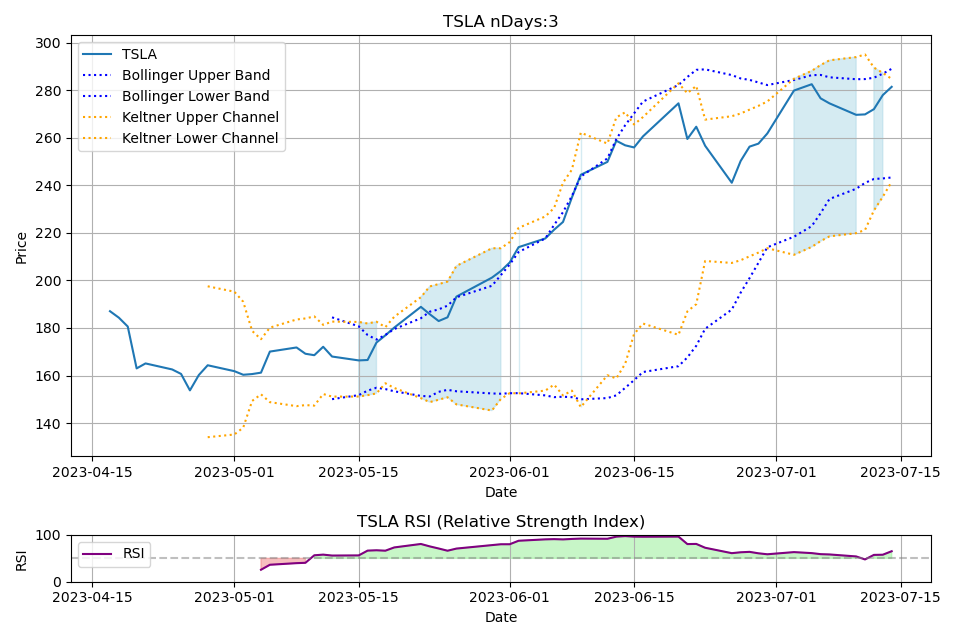 TSLA nDays:3
300
280
260
240
220
200
180
160
140
Price
TSLA
Bollinger Upper Band
Bollinger Lower Band
Keltner Upper Channel
Keltner Lower Channel
2023-04-15 2023-05-01 2023-05-15 2023-06-01 2023-06-15 2023-07-01 2023-07-15
Date
TSLA RSI (Relative Strength Index)
100
0
RSI
RSI
2023-04-15 2023-05-01 2023-05-15 2023-06-01 2023-06-15 2023-07-01 2023-07-15
Date